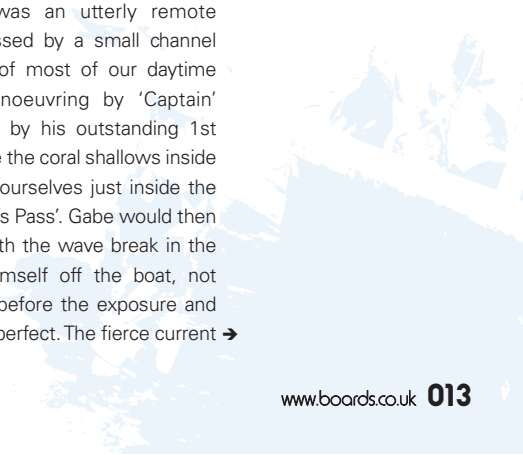 was an utterly remote
ssed by a small channel
of most of our daytime
noeuvring by ‘Captain’
by his outstanding 1st
e the coral shallows inside
ourselves just inside the
s Pass’. Gabe would then
th the wave break in the
mself off the boat, not
before the exposure and
perfect. The fierce current ➔
www.boards.co.uk 013